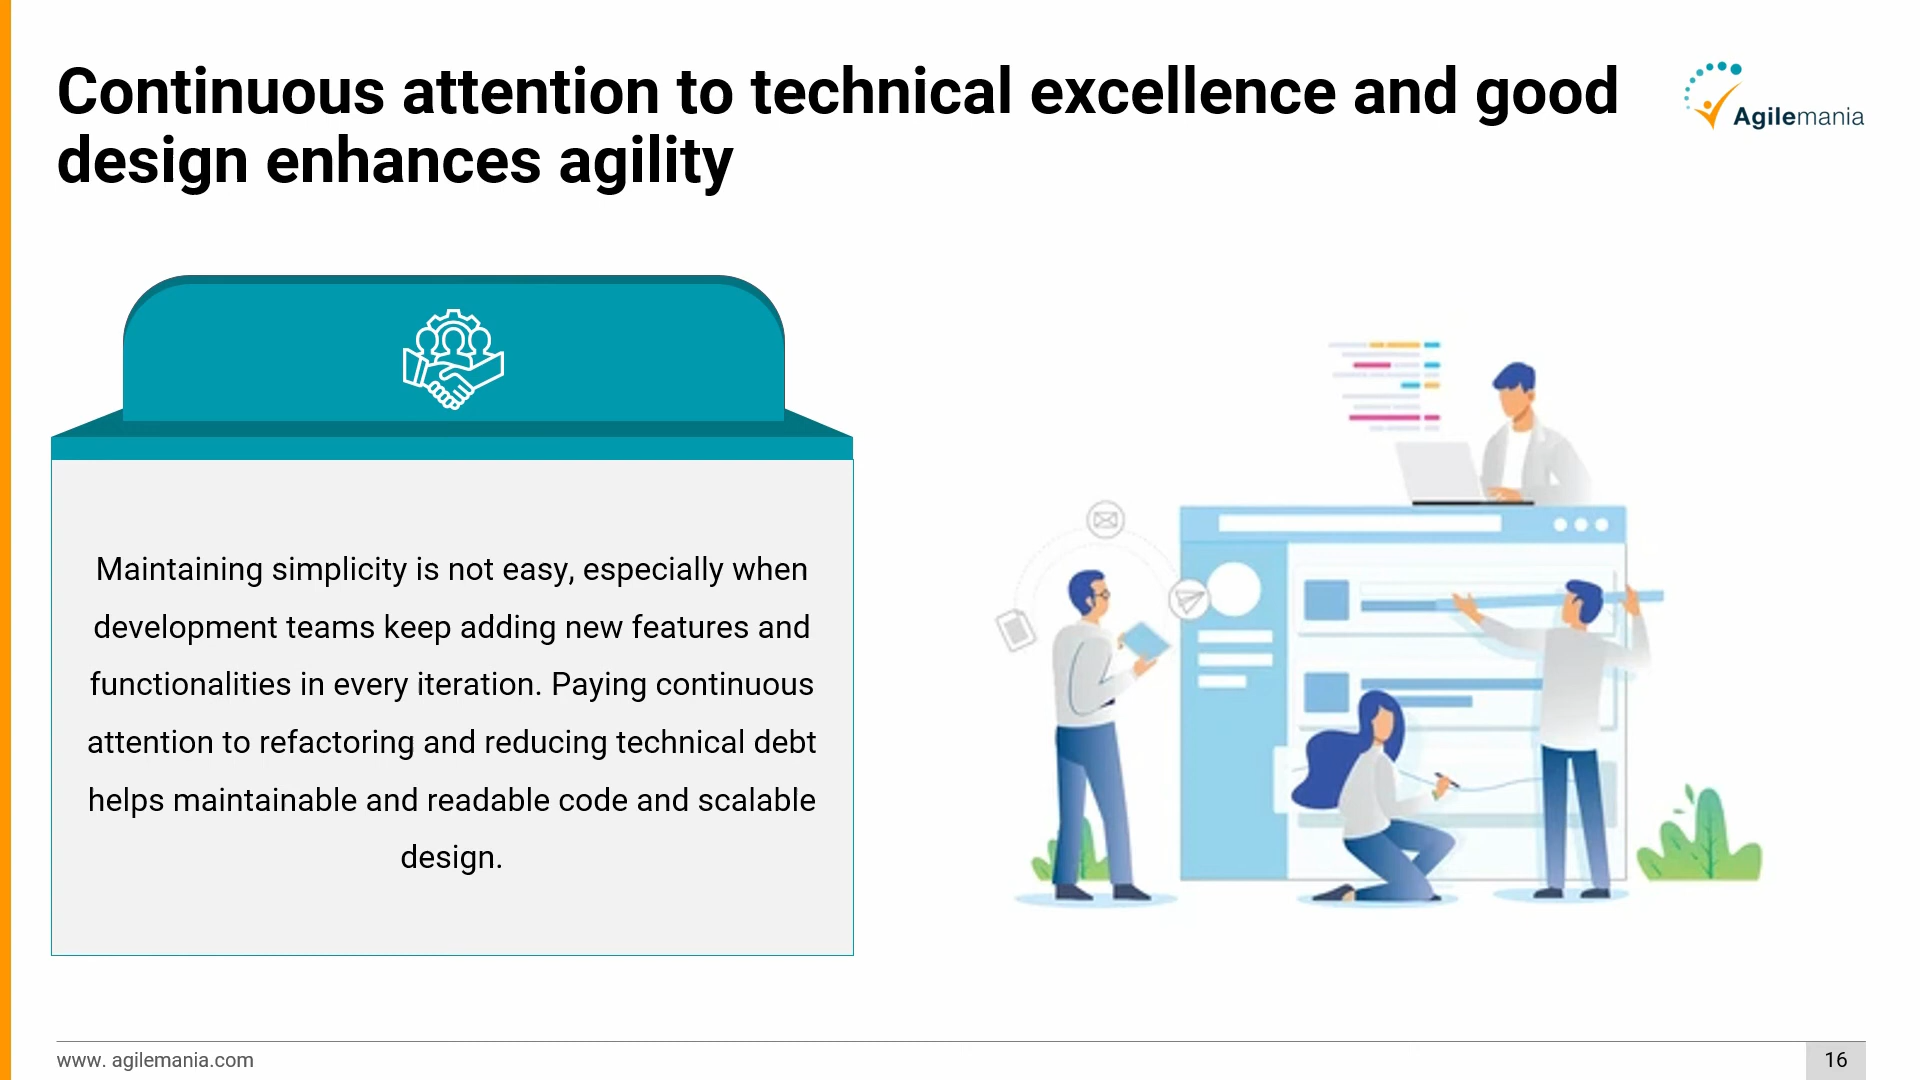 Continuous attention to technical excellence and good
design enhances agility
Agilemania
Maintaining simplicity is not easy, especially when
development teams keep adding new features and
functionalities in every iteration. Paying continuous
attention to refactoring and reducing technical debt
helps maintainable and readable code and scalable
design.
www. agilemania.com
16